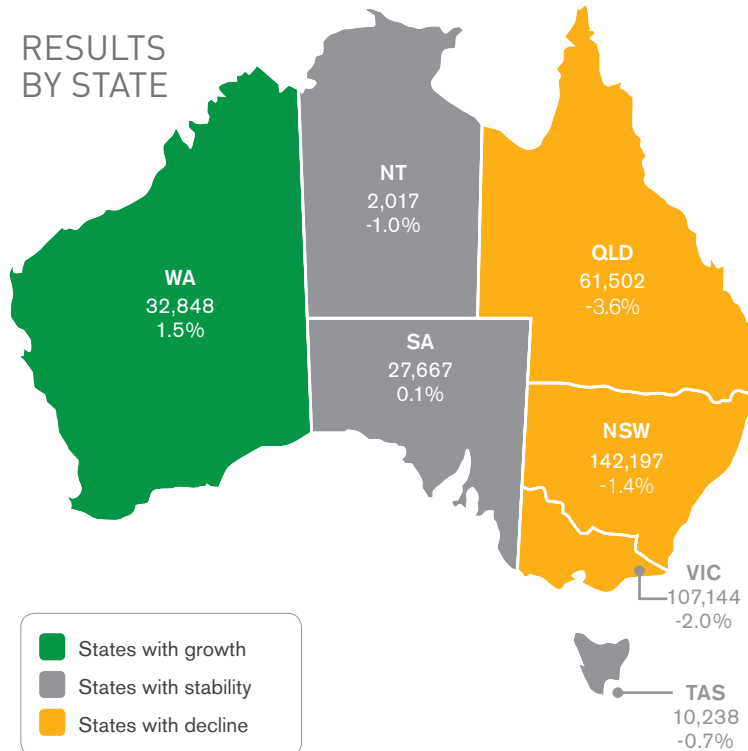 RESULTS
BY STATE
NT
2,017
-1.0%
WA
32,848
1.5%
QLD
61,502
-3.6%
SA
27,667
0.1%
NSW
142,197
-1.4%
VIC
107,144
-2.0%
TAS
10,238
-0.7%
States with growth
States with stability
States with decline